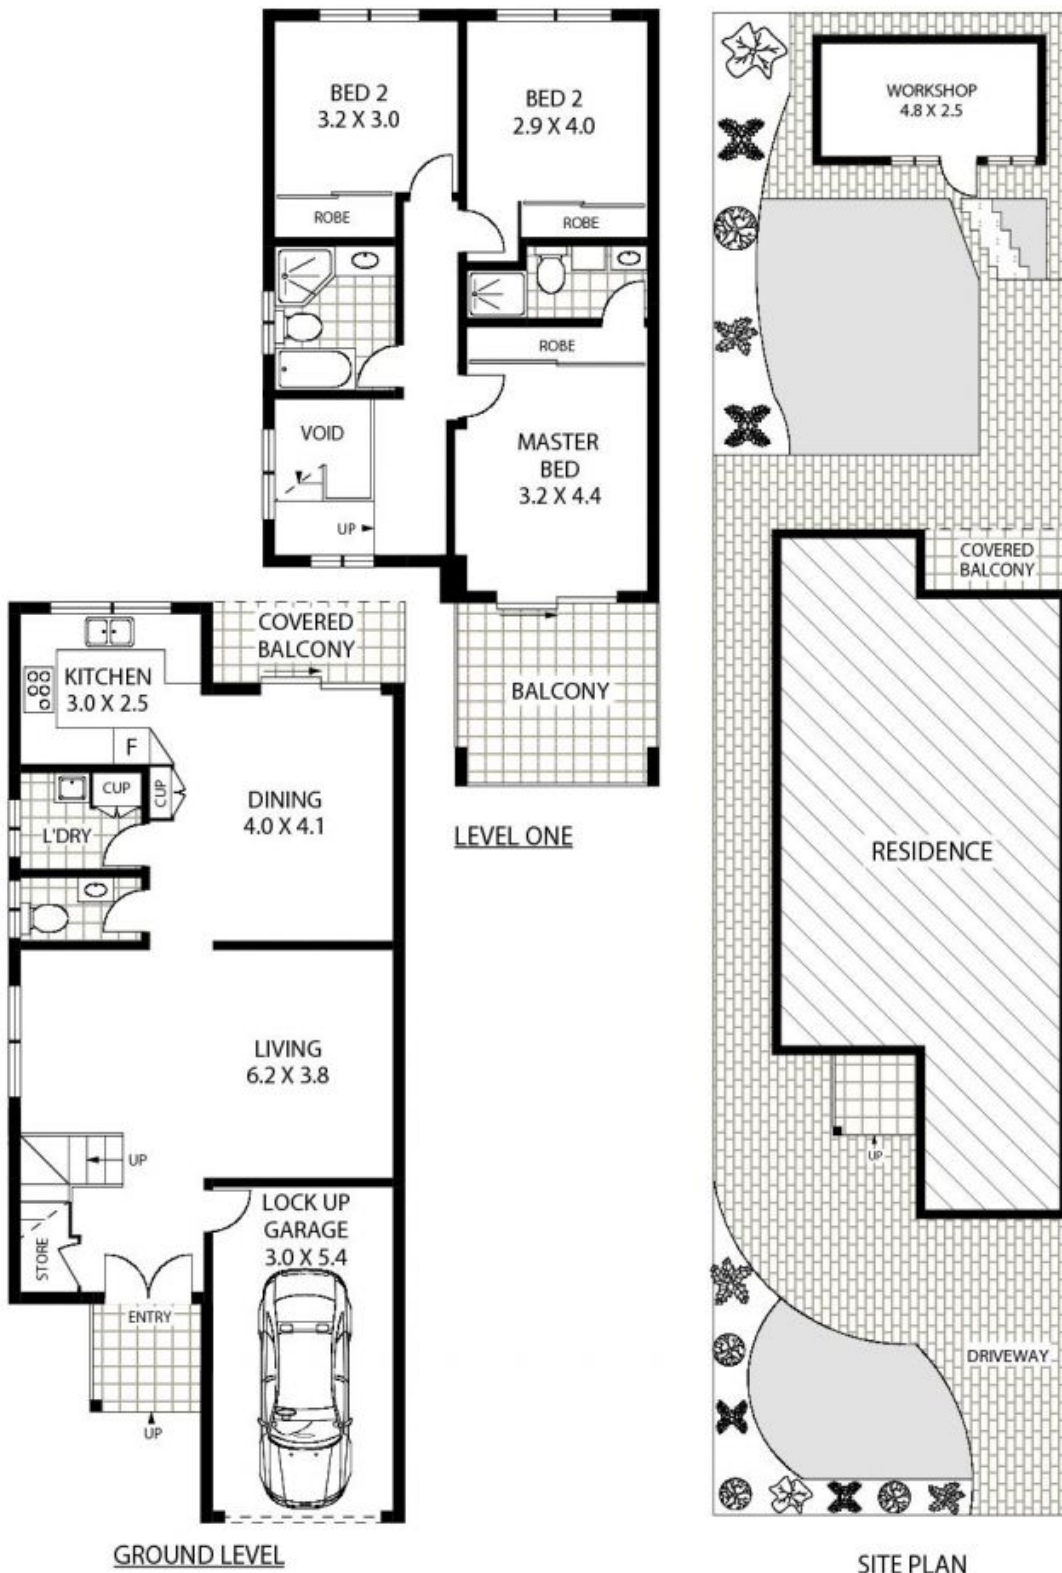 BED 2
3.2 X 3.0
BED 2
2.9 X 4.0
ROBE
ROBE
ROBE
VOID
UP
MASTER
BED
3.2 X 4.4
BALCONY
LEVEL ONE
COVERED
BALCONY
KITCHEN
3.0 X 2.5
F
CUP
CUP
L'DRY
DINING
4.0 X 4.1
LIVING
6.2 X 3.8
UP
STORE
LOCK UP
GARAGE
3.0 X 5.4
ENTRY
UP
GROUND LEVEL
WORKSHOP
4.8 X 2.5
COVERED
BALCONY
RESIDENCE
UP
DRIVEWAY
SITE PLAN